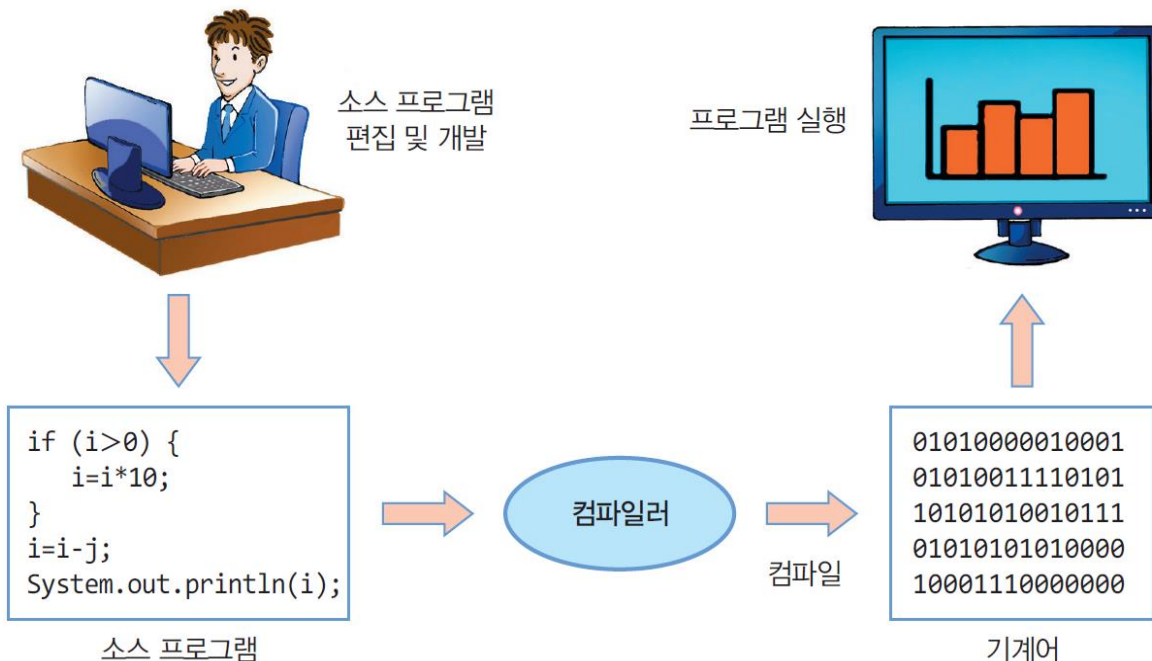 소스 프로그램
편집 및 개발
프로그램 실행
if (i>0) {
i=i*10;
}
i=i-j;
System.out.println(i);
소스 프로그램
컴파일러
컴파일
01010000010001
01010011110101
10101010010111
01010101010000
10001110000000
기계어